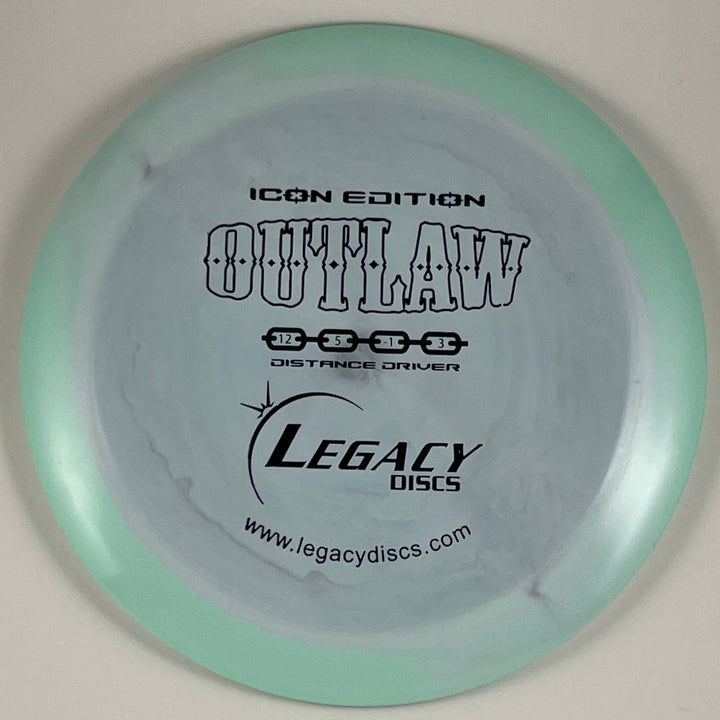 ICON EDITION
OUTLAW
12 5 -1 3
DISTANCE DRIVER
LEGACY
DISCS
www.legacydiscs.com